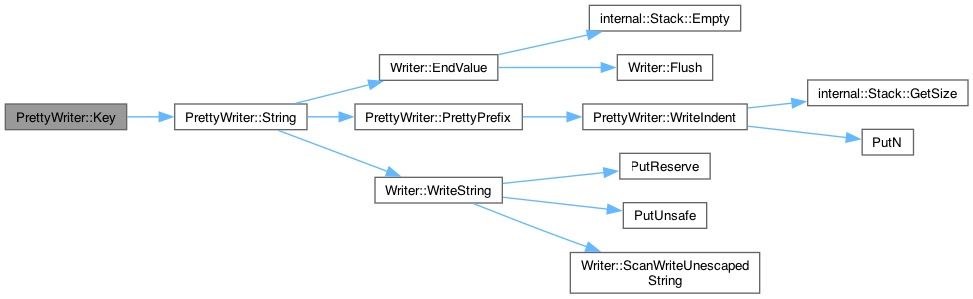 PrettyWriter::Key
PrettyWriter::String
Writer::EndValue
internal::Stack::Empty
Writer::Flush
PrettyWriter::PrettyPrefix
PrettyWriter::WriteIndent
internal::Stack::GetSize
PutN
Writer::WriteString
PutReserve
PutUnsafe
Writer::ScanWriteUnescaped
String